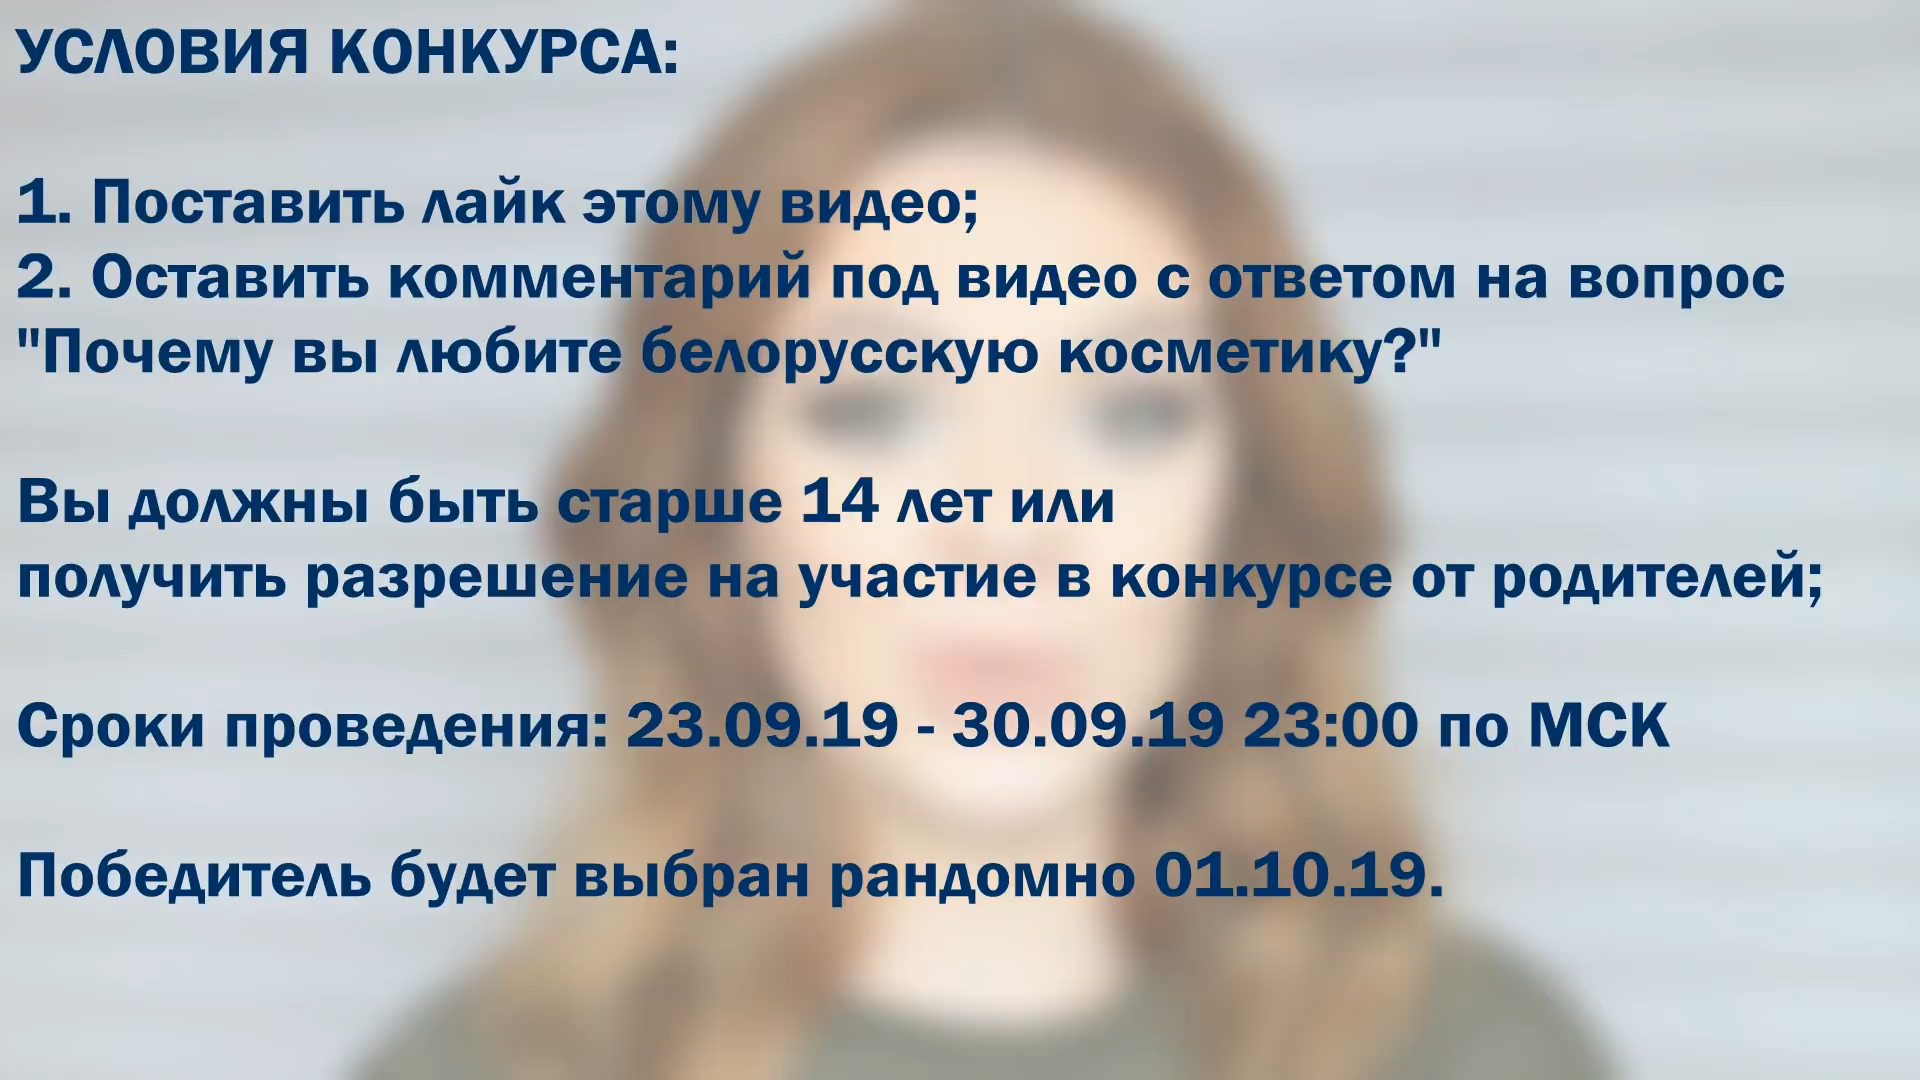 УСЛОВИЯ КОНКУРСА:
1. Поставить лайк этому видео;
2. Оставить комментарий под видео с ответом на вопрос
"Почему вы любите белорусскую косметику?"
Вы должны быть старше 14 лет или
получить разрешение на участие в конкурсе от родителей;
Сроки проведения: 23.09.19 - 30.09.19 23:00 по МСК
Победитель будет выбран рандомно 01.10.19.